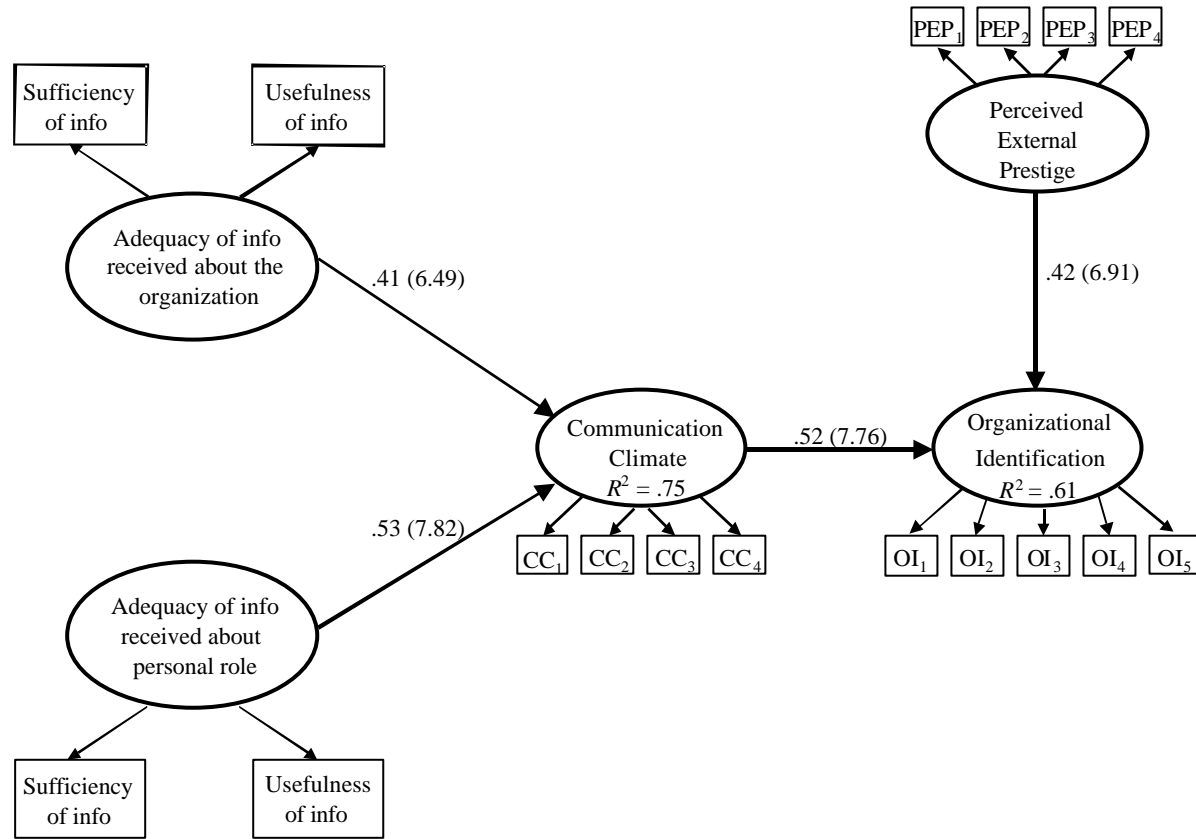 PEP1 PEP2 PEP3 PEP4
Sufficiency
of info
Usefulness
of info
Perceived
External
Prestige
Adequacy of info
received about the
organization
.41 (6.49)
.42 (6.91)
Communication
Climate
R² = .75
.52 (7.76)
Organizational
Identification
R² = .61
.53 (7.82)
CC1 CC2 CC3 CC4
OI1 OI2 OI3 OI4 OI5
Adequacy of info
received about
personal role
Sufficiency
of info
Usefulness
of info